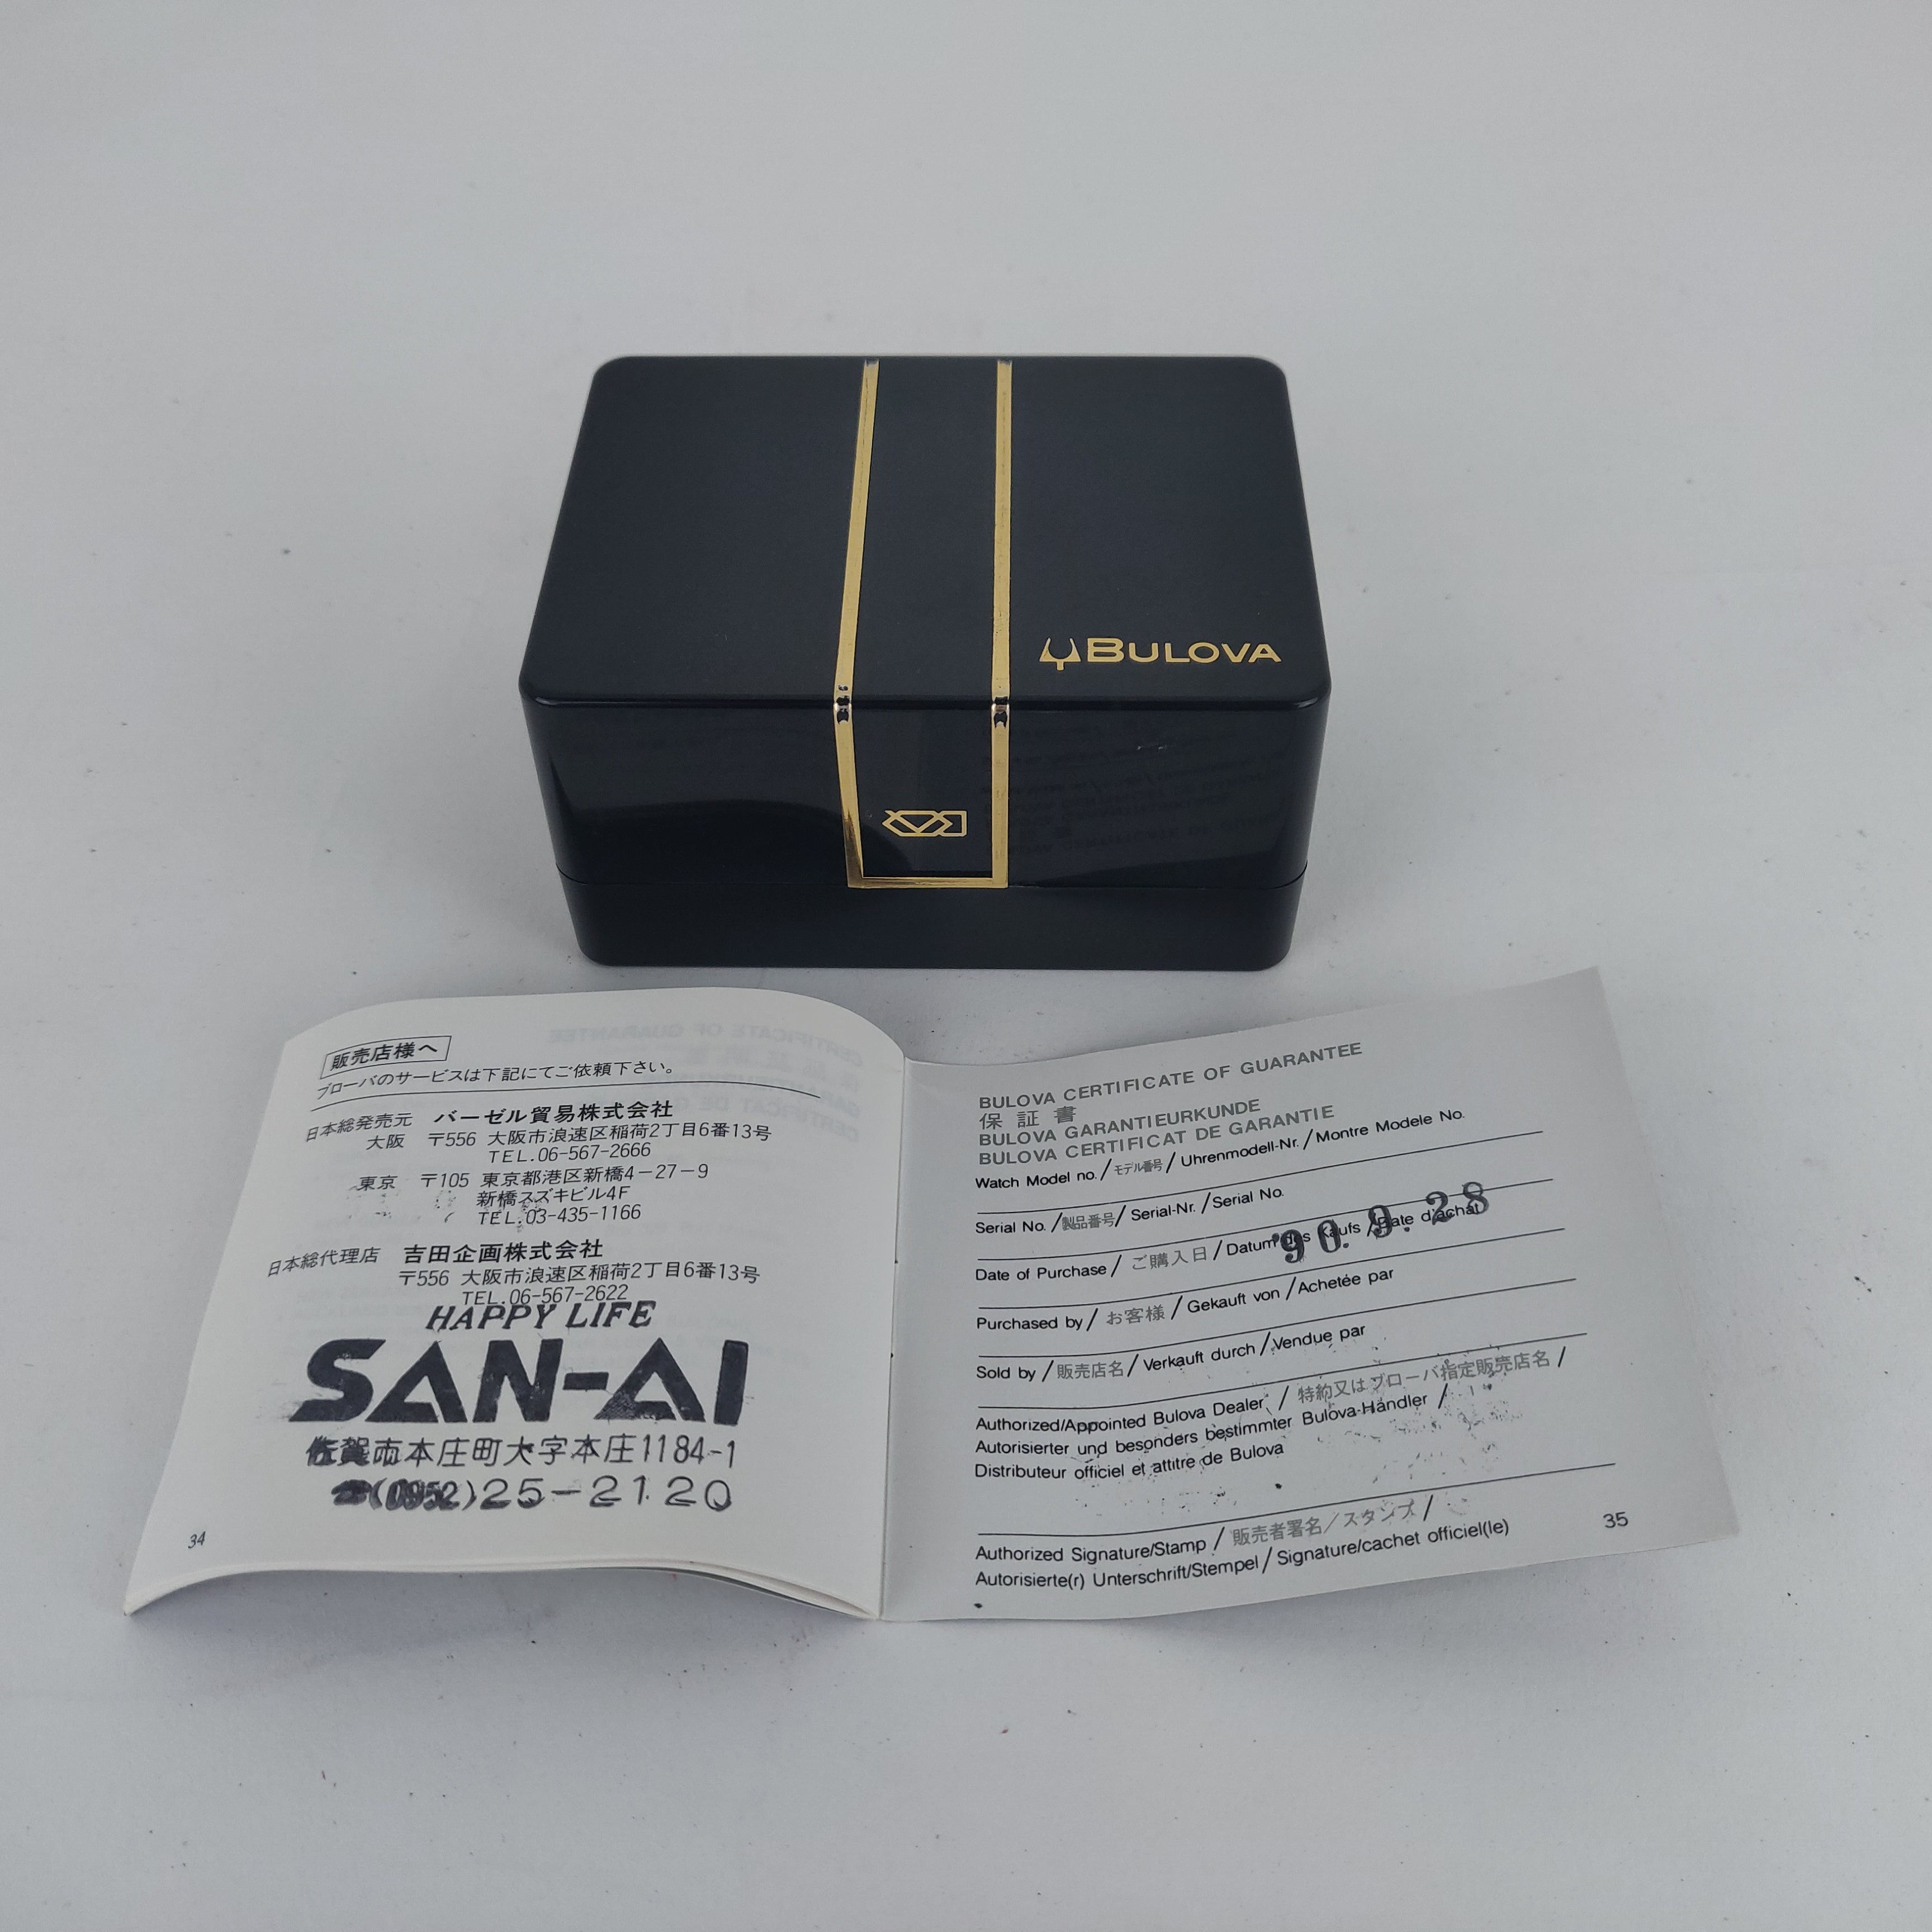 BULOVA
販売店様へ
ブローバのサービスは下記にてご依頼下さい。
日本総発売元 バーゼル貿易株式会社
大阪 〒556 大阪市浪速区稲荷2丁目6番13号
TEL.06-567-2666
東京 〒105 東京都港区新橋4-27-9
新橋スズキビル4F
TEL.03-435-1166
日本総代理店 吉田企画株式会社
〒556 大阪市浪速区稲荷2丁目6番13号
TEL.06-567-2622
HAPPY LIFE
SAN-AI
佐賀市本庄町大字本庄1184-1
☎(0952)25-2120
34
BULOVA CERTIFICATE OF GUARANTEE
保証書
BULOVA GARANTIEURKUNDE
BULOVA CERTIFICAT DE GARANTIE
Watch Model no./モデル番号/Uhrenmodell-Nr./Montre Modele No.
Serial No./製品番号/Serial-Nr./Serial No.
'90.9.28
Date of Purchase/ご購入日/Datum des Kaufs/Date d'achat
Purchased by/お客様/Gekauft von/Achetée par
Sold by/販売店名/Verkauft durch/Vendue par
Authorized/Appointed Bulova Dealer/特約又はブローバ指定販売店名/
Autorisierter und besonders bestimmter Bulova-Händler/
Distributeur officiel et attitre de Bulova
Authorized Signature/Stamp/販売者署名/スタンプ/
Autorisierte(r) Unterschrift/Stempel/Signature/cachet officiel(le)
35